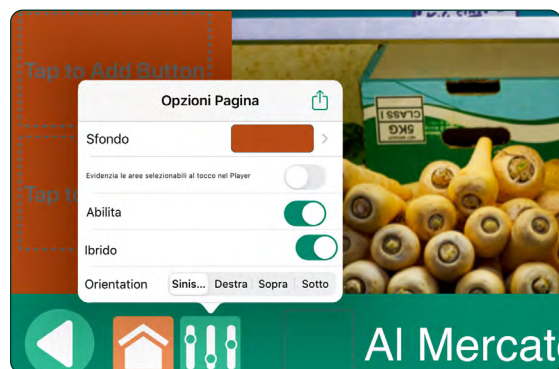 Tap to Add Button
Opzioni Pagina
Sfondo
Evidenzia le aree selezionabili al tocco nel Player
Abilita
Ibrido
Orientation Sinis... Destra Sopra Sotto
CLASS I
5KG
Tap to
Al Mercato